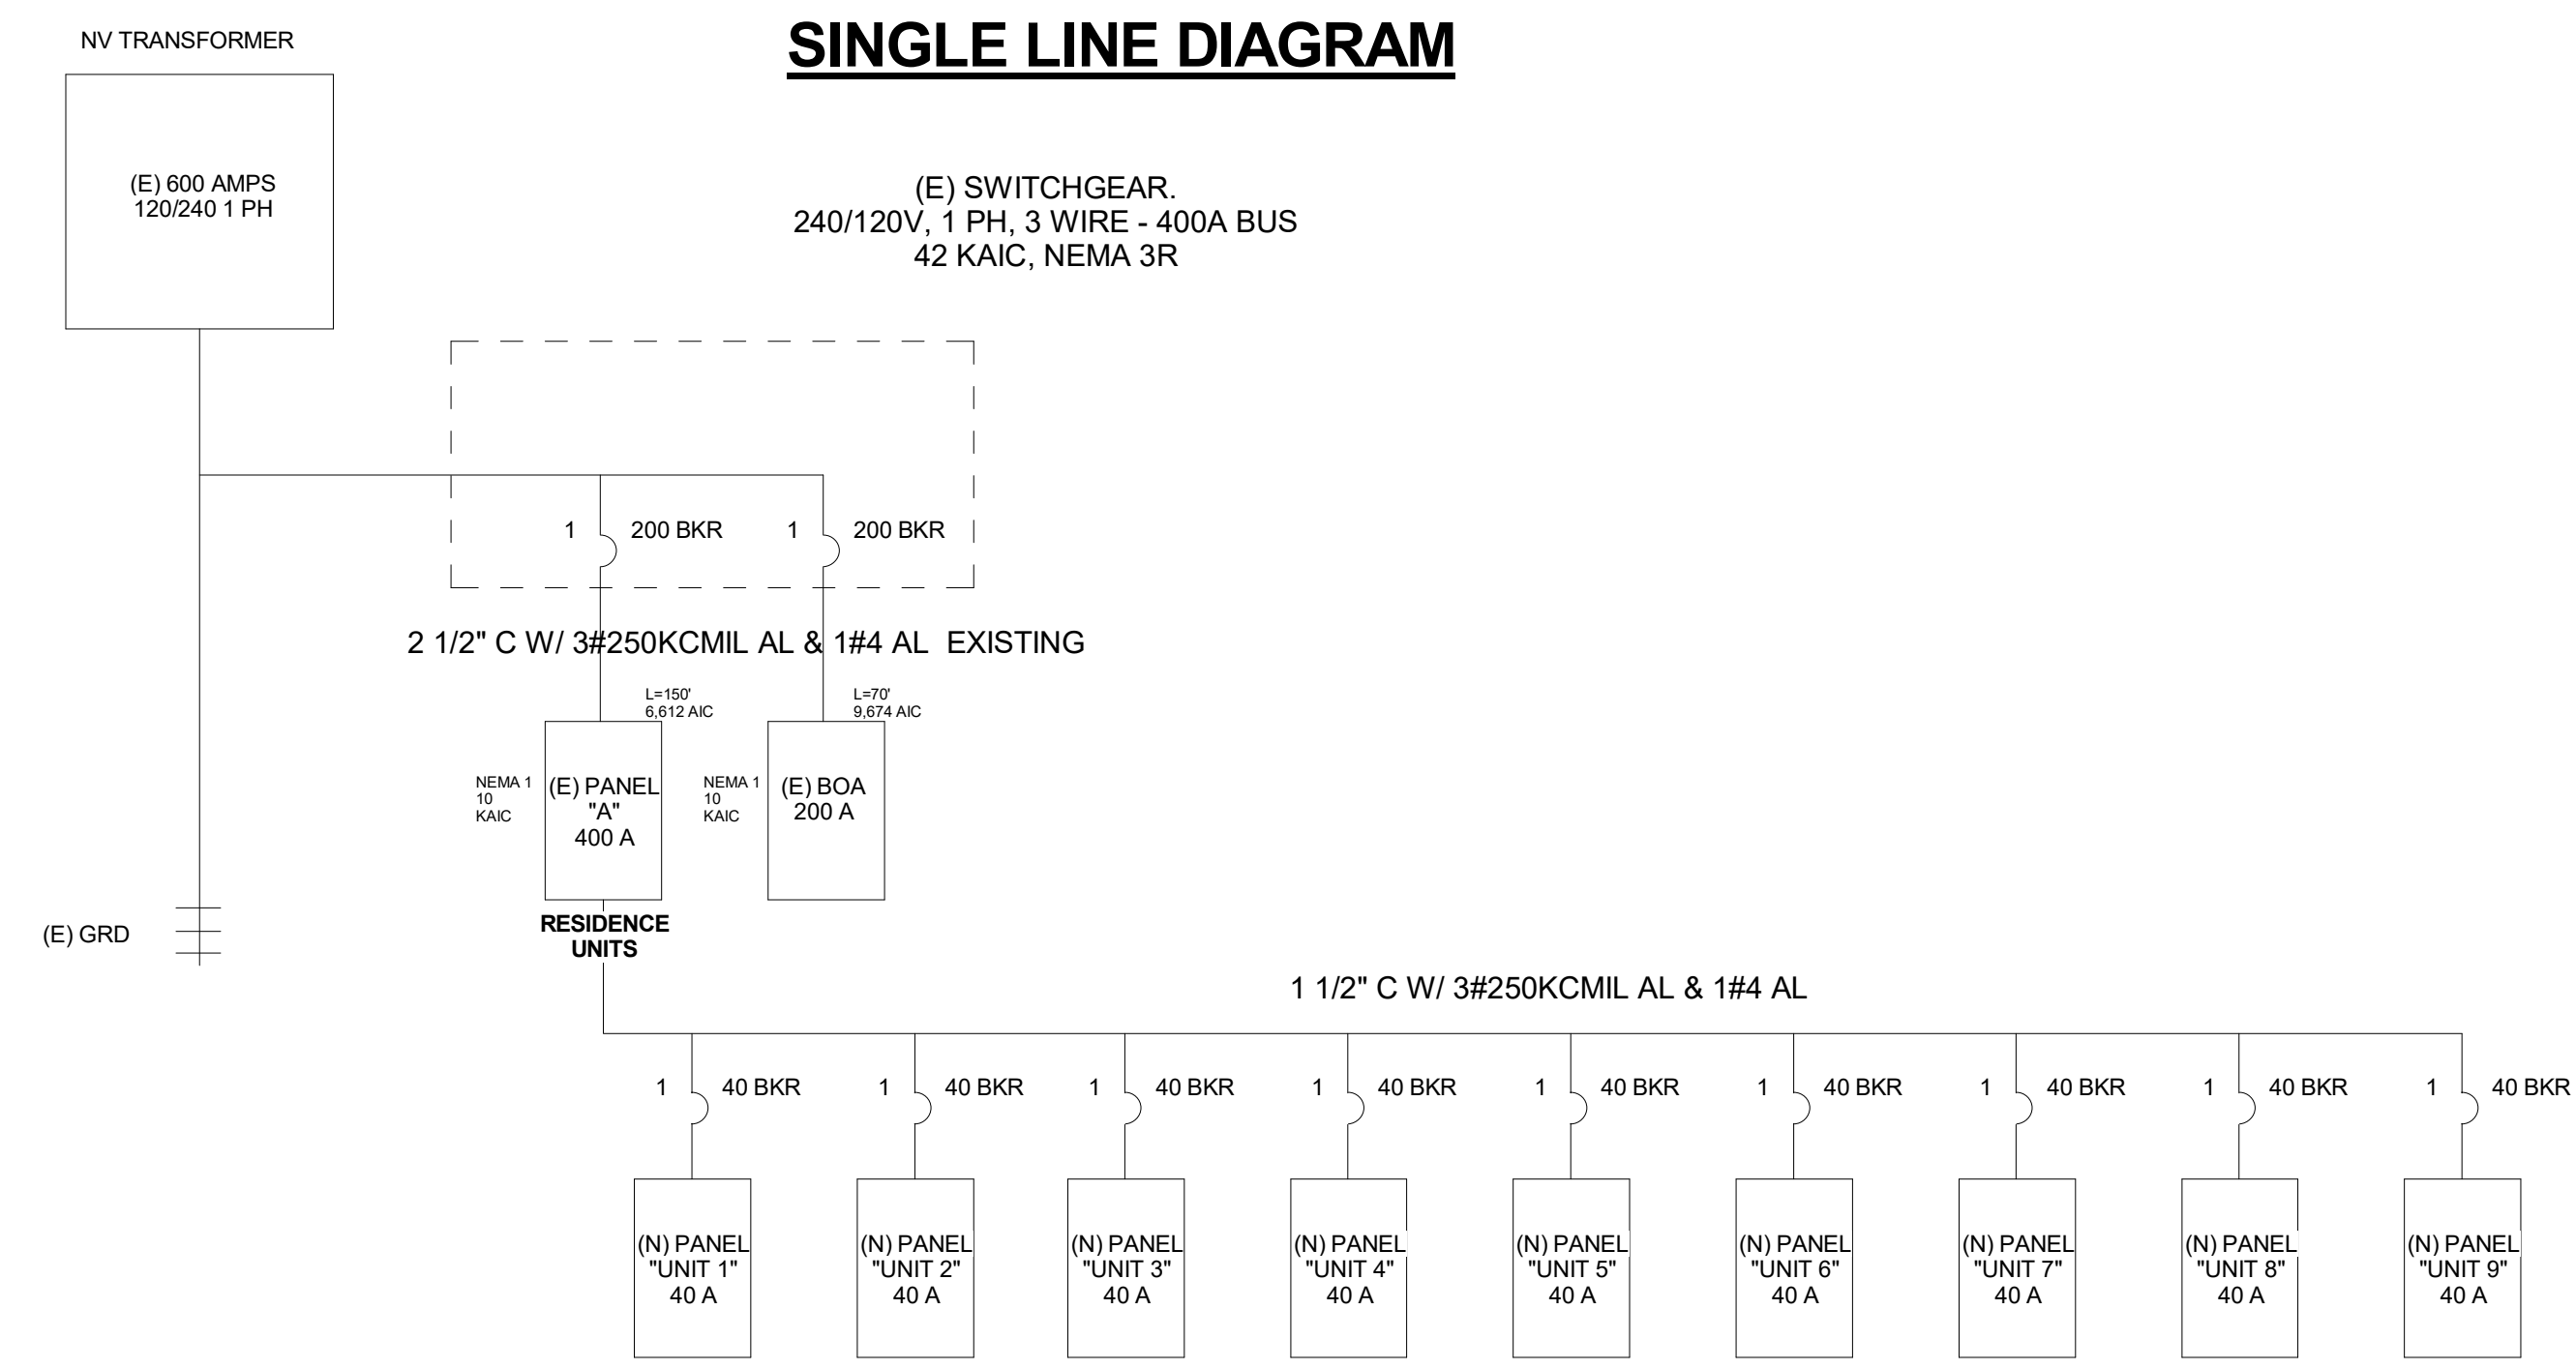 SINGLE LINE DIAGRAM
NV TRANSFORMER
(E) 600 AMPS
120/240 1 PH
(E) SWITCHGEAR.
240/120V, 1 PH, 3 WIRE - 400A BUS
42 KAIC, NEMA 3R
1
200 BKR
1
200 BKR
2 1/2" C W/ 3#250KCMIL AL & 1#4 AL EXISTING
L=150'
6,612 AIC
L=70'
9,674 AIC
NEMA 1
10
KAIC
(E) PANEL
"A"
400 A
NEMA 1
10
KAIC
(E) BOA
200 A
RESIDENCE
UNITS
(E) GRD
1 1/2" C W/ 3#250KCMIL AL & 1#4 AL
1
40 BKR
1
40 BKR
1
40 BKR
1
40 BKR
1
40 BKR
1
40 BKR
1
40 BKR
1
40 BKR
1
40 BKR
(N) PANEL
"UNIT 1"
40 A
(N) PANEL
"UNIT 2"
40 A
(N) PANEL
"UNIT 3"
40 A
(N) PANEL
"UNIT 4"
40 A
(N) PANEL
"UNIT 5"
40 A
(N) PANEL
"UNIT 6"
40 A
(N) PANEL
"UNIT 7"
40 A
(N) PANEL
"UNIT 8"
40 A
(N) PANEL
"UNIT 9"
40 A